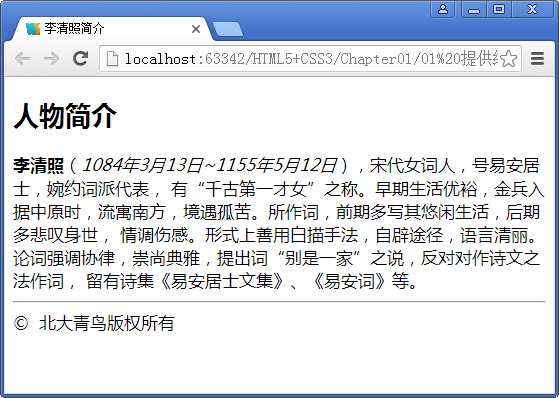 李清照简介
localhost:63342/HTML5+CSS3/Chapter01/01%20提供
人物简介
李清照（1084年3月13日~1155年5月12日），宋代女词人，号易安居
士，婉约词派代表， 有“千古第一才女”之称。早期生活优裕，金兵入
据中原时，流寓南方，境遇孤苦。所作词，前期多写其悠闲生活，后期
多悲叹身世， 情调伤感。形式上善用白描手法，自辟途径，语言清丽。
论词强调协律，崇尚典雅，提出词“别是一家”之说，反对对作诗文之
法作词， 留有诗集《易安居士文集》、《易安词》等。
© 北大青鸟版权所有